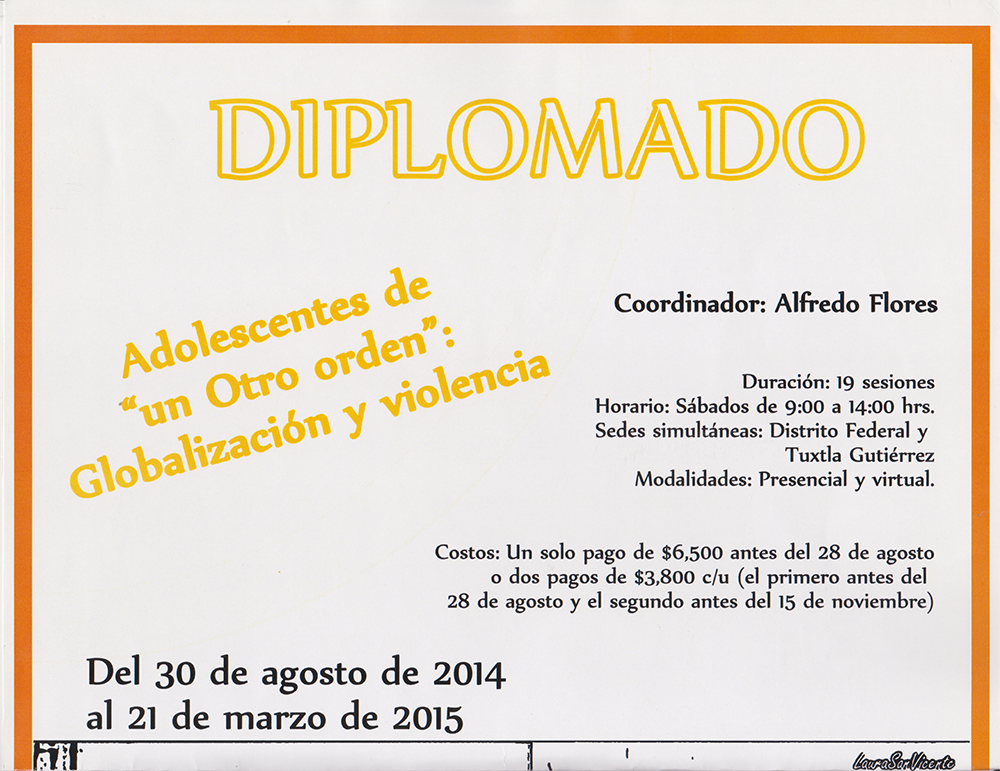 DIPLOMADO
Adolescentes de
“un Otro orden”:
Globalización y violencia
Coordinador: Alfredo Flores
Duración: 19 sesiones
Horario: Sábados de 9:00 a 14:00 hrs.
Sedes simultáneas: Distrito Federal y
Tuxtla Gutiérrez
Modalidades: Presencial y virtual.
Costos: Un solo pago de $6,500 antes del 28 de agosto
o dos pagos de $3,800 c/u (el primero antes del
28 de agosto y el segundo antes del 15 de noviembre)
Del 30 de agosto de 2014
al 21 de marzo de 2015
LauraSanVicente